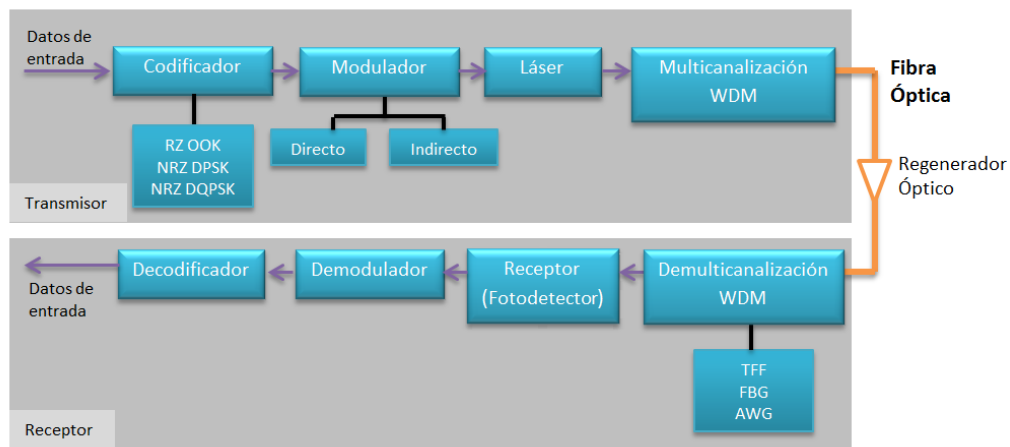 Datos de
entrada
Codificador
Modulador
Láser
Multicanalización
WDM
Fibra
Óptica
RZ OOK
NRZ DPSK
NRZ DQPSK
Directo
Indirecto
Regenerador
Óptico
Transmisor
Decodificador
Demodulador
Receptor
(Fotodetector)
Demulticanalización
WDM
Datos de
entrada
TFF
FBG
AWG
Receptor